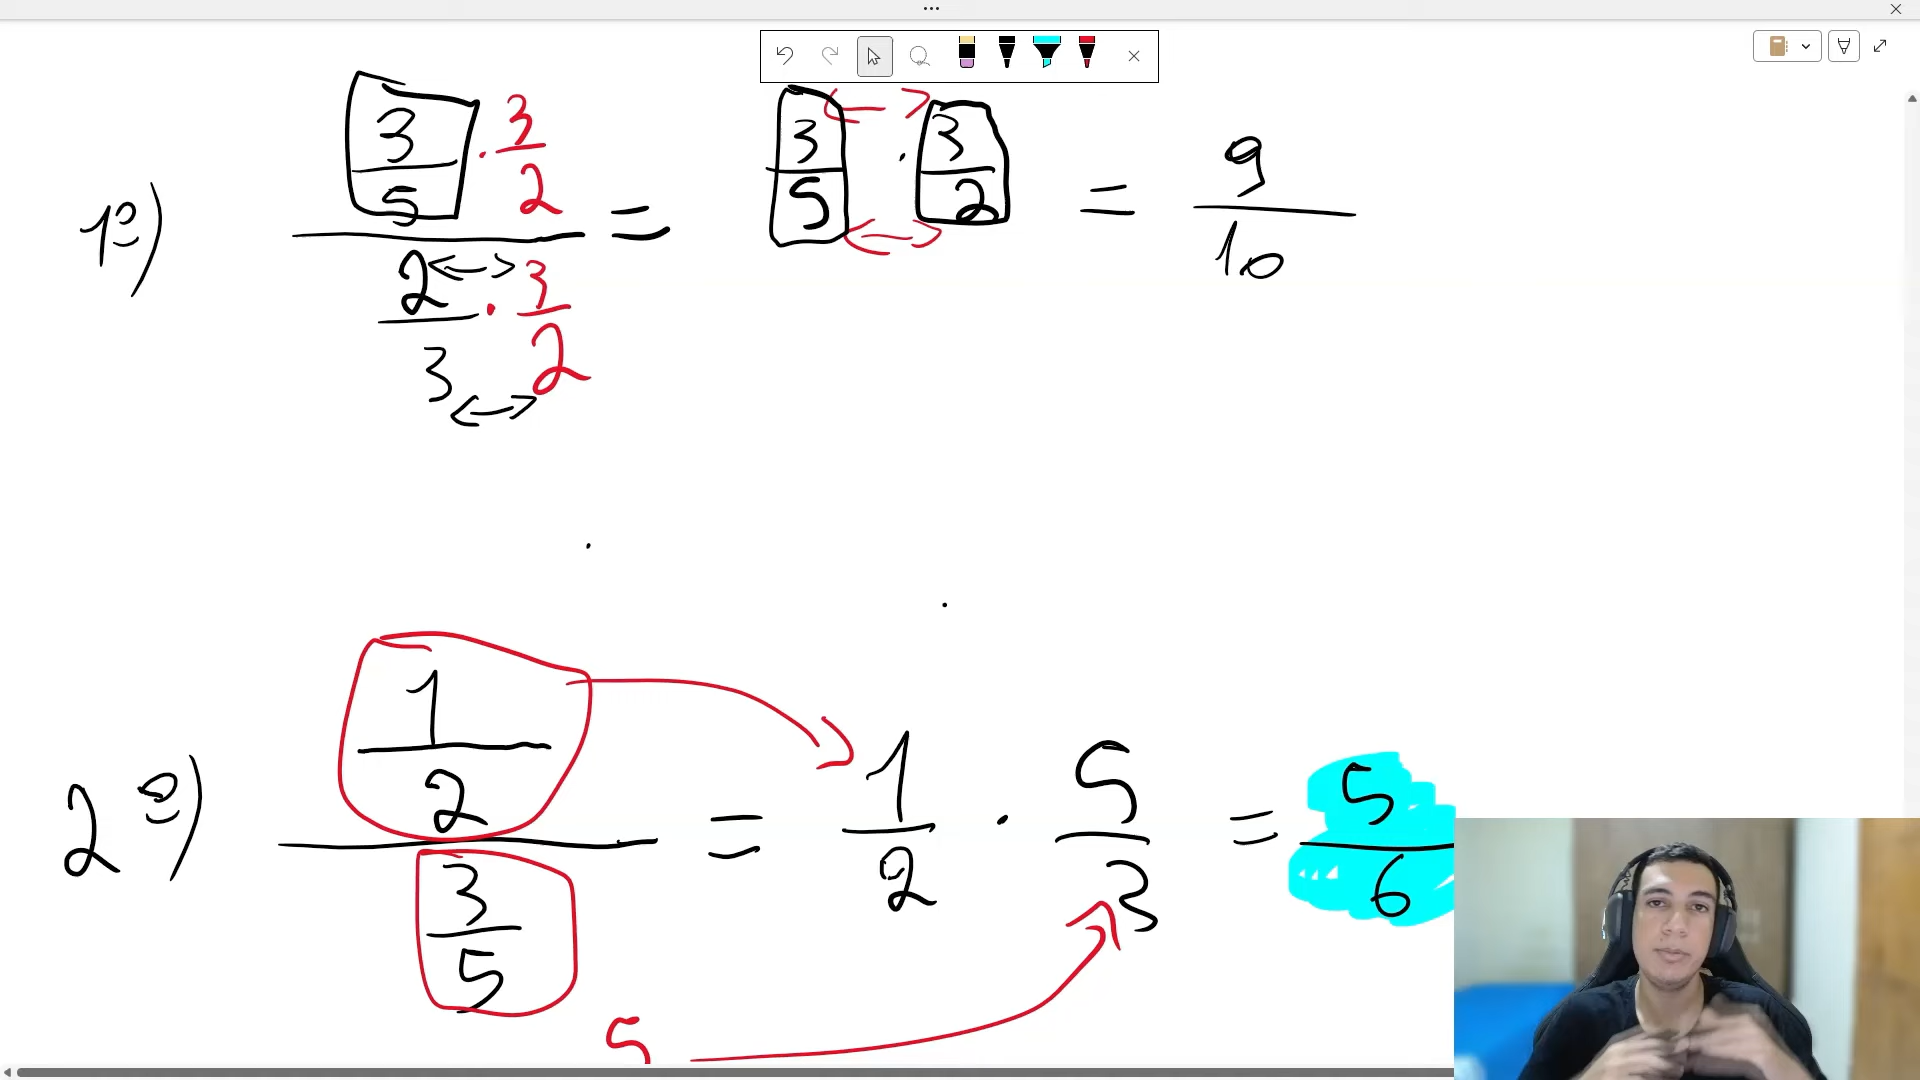 1º) 3/5 · 3/2 / 2/3 · 3/2 = 3/5 · 3/2 = 9/10
2º) 1/2 / 3/5 = 1/2 · 5/3 = 5/6
5